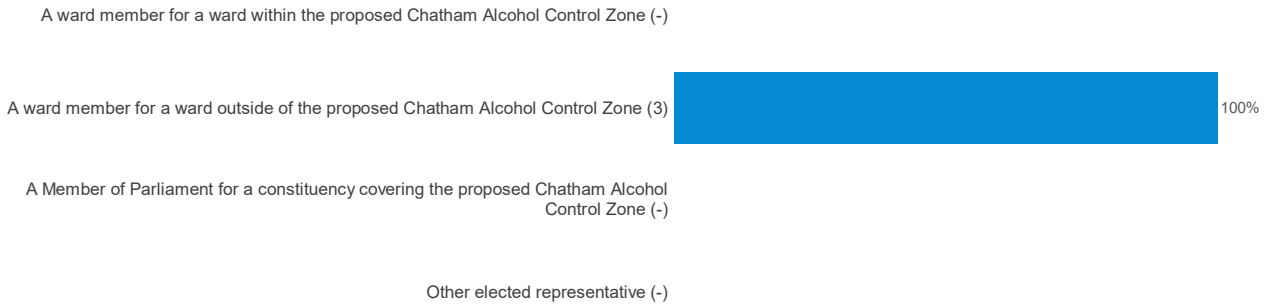 A ward member for a ward within the proposed Chatham Alcohol Control Zone (-)
A ward member for a ward outside of the proposed Chatham Alcohol Control Zone (3)
100%
A Member of Parliament for a constituency covering the proposed Chatham Alcohol
Control Zone (-)
Other elected representative (-)